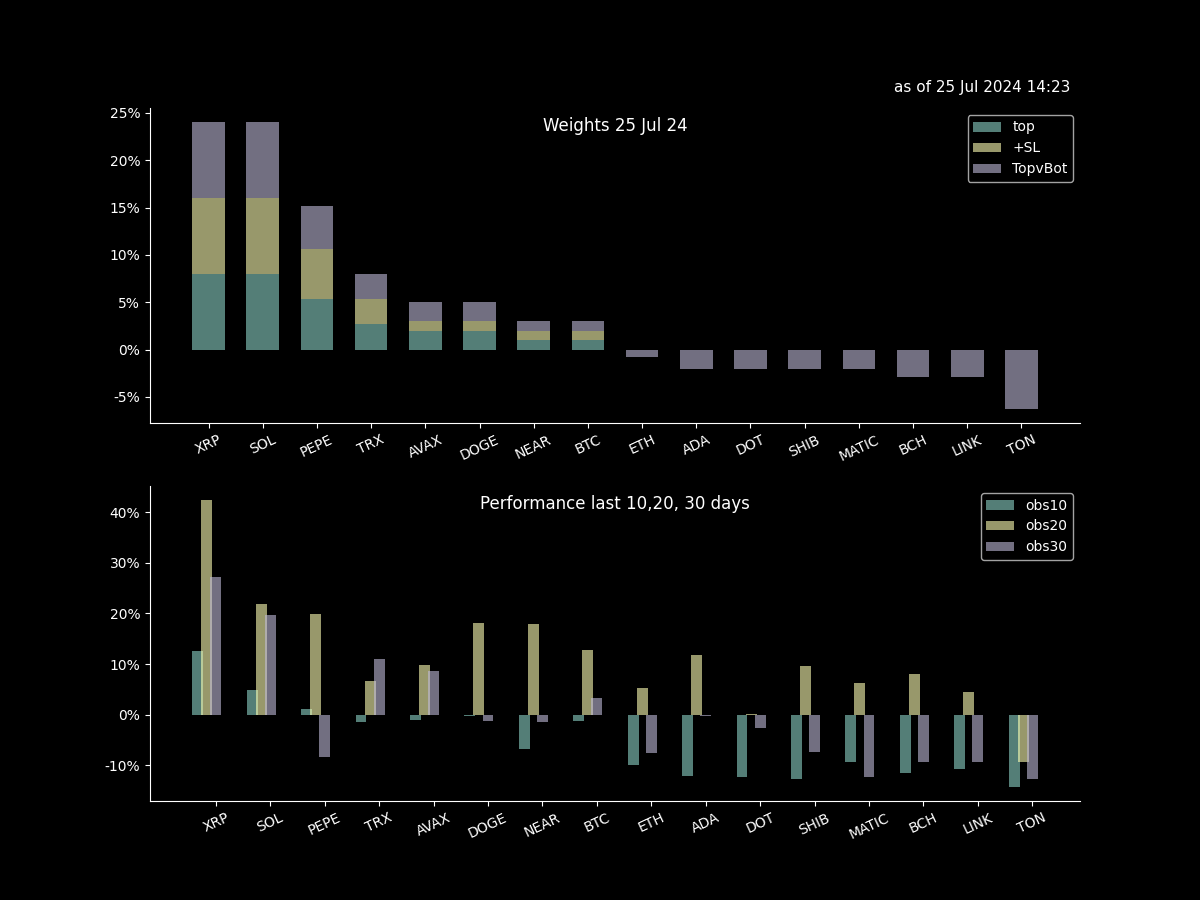 as of 25 Jul 2024 14:23
Weights 25 Jul 24
top
+SL
TopvBot
25%
20%
15%
10%
5%
0%
-5%
XRP SOL PEPE TRX AVAX DOGE NEAR BTC ETH ADA DOT SHIB MATIC BCH LINK TON
Performance last 10,20, 30 days
obs10
obs20
obs30
40%
30%
20%
10%
0%
-10%
XRP SOL PEPE TRX AVAX DOGE NEAR BTC ETH ADA DOT SHIB MATIC BCH LINK TON